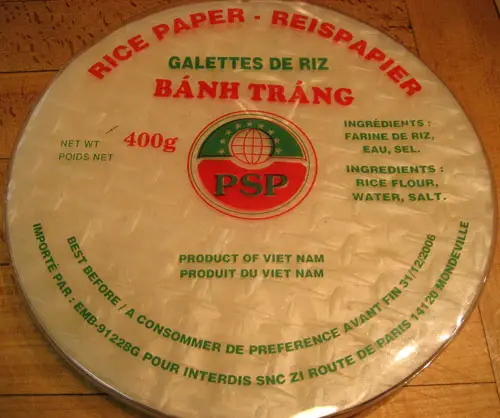 RICE PAPER - REISPAPIER
GALETTES DE RIZ
BÁNH TRÁNG
NET WT
POIDS NET
400g
PSP
INGRÉDIENTS :
FARINE DE RIZ,
EAU, SEL.
INGREDIENTS :
RICE FLOUR,
WATER, SALT.
PRODUCT OF VIET NAM
PRODUIT DU VIET NAM
BEST BEFORE / A CONSOMMER DE PREFERENCE AVANT FIN 31/12/2006
IMPORTÉ PAR : EMB-91228G POUR INTERDIS SNC ZI ROUTE DE PARIS 14120 MONDEVILLE